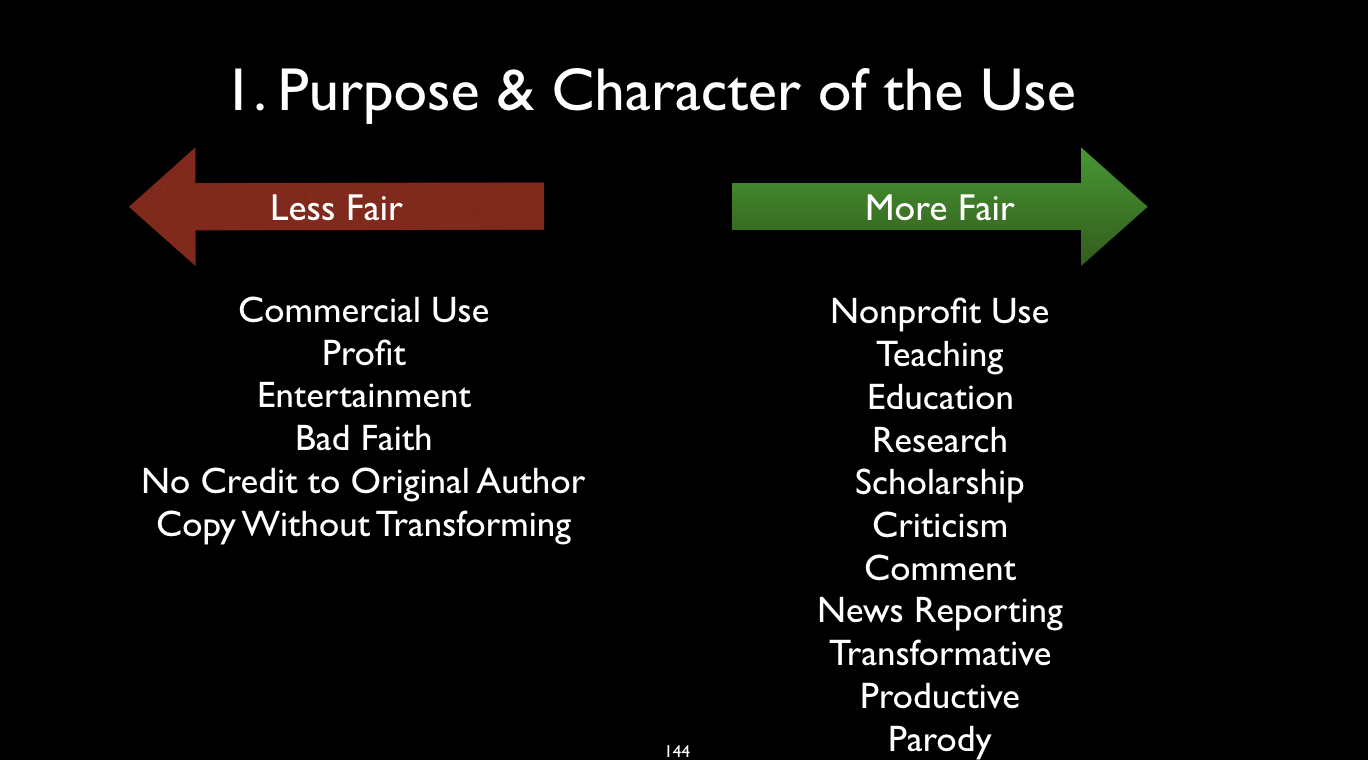 1. Purpose & Character of the Use
Less Fair
More Fair
Commercial Use
Profit
Entertainment
Bad Faith
No Credit to Original Author
Copy Without Transforming
Nonprofit Use
Teaching
Education
Research
Scholarship
Criticism
Comment
News Reporting
Transformative
Productive
Parody
144